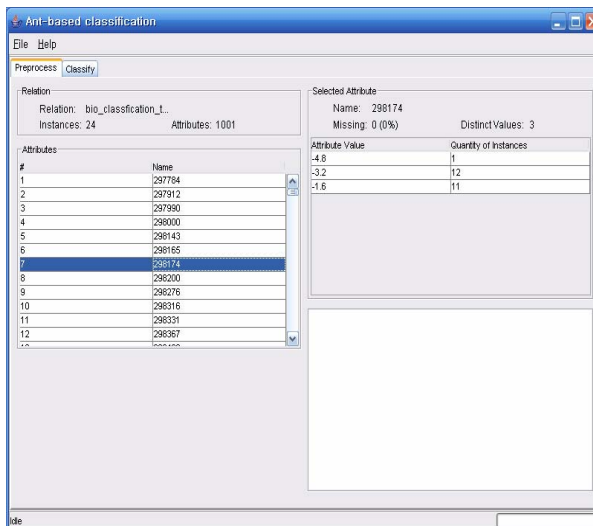 Ant-based classification
File Help
Preprocess Classify
Relation
Relation: bio_classfication_t...
Instances: 24 Attributes: 1001
Attributes
# Name
1 297784
2 297912
3 297990
4 298000
5 298143
6 298165
7 298174
8 298200
9 298276
10 298316
11 298331
12 298367
Selected Attribute
Name: 298174
Missing: 0 (0%) Distinct Values: 3
Attribute Value Quantity of Instances
-4.8 1
-3.2 12
-1.6 11
Idle